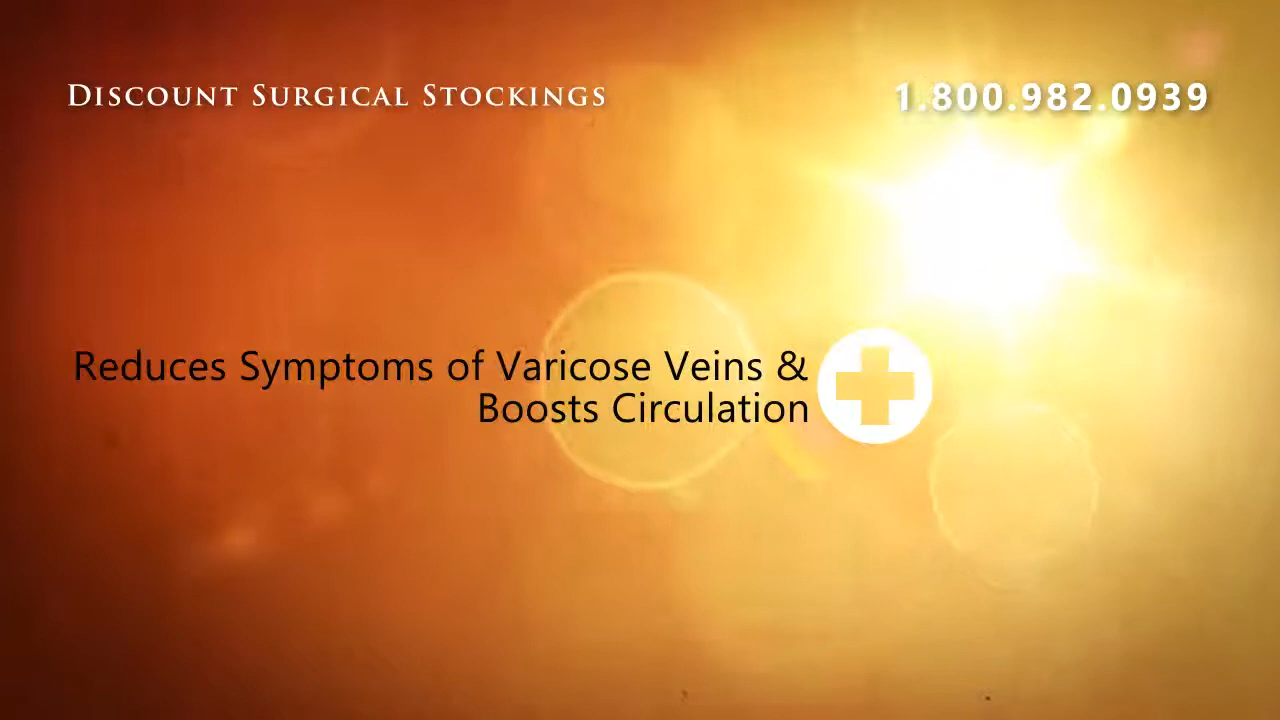 Discount Surgical Stockings
1.800.982.0939
Reduces Symptoms of Varicose Veins &
Boosts Circulation